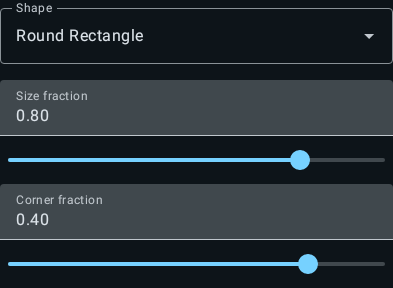 Shape
Round Rectangle
Size fraction
0.80
Corner fraction
0.40